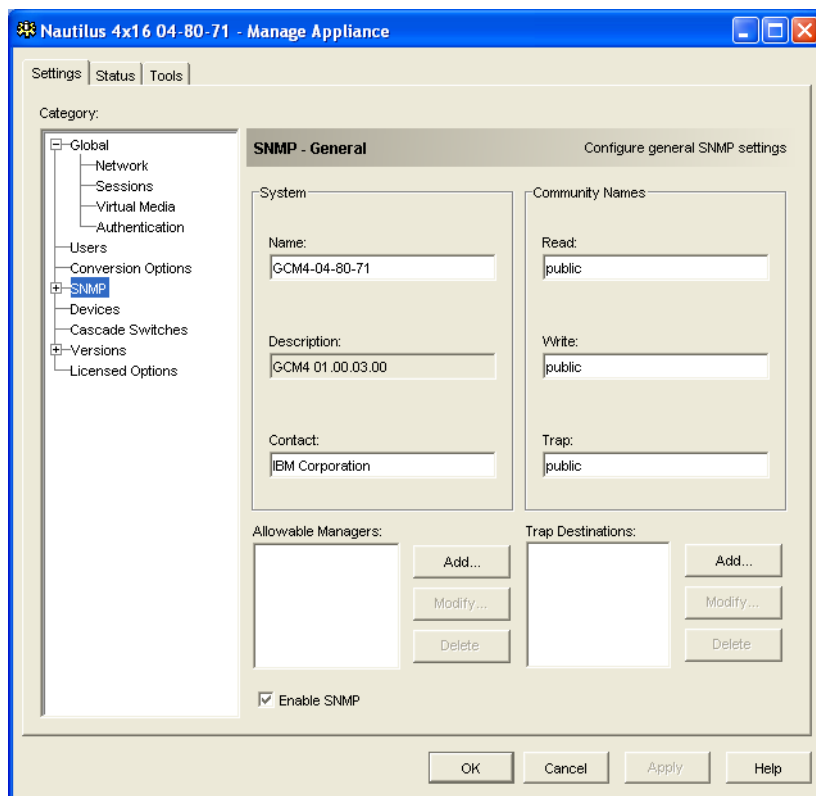 Nautilus 4x16 04-80-71 - Manage Appliance
Settings
Status
Tools
Category:
Global
Network
Sessions
Virtual Media
Authentication
Users
Conversion Options
SNMP
Devices
Cascade Switches
Versions
Licensed Options
SNMP - General
Configure general SNMP settings
System
Name:
GCM4-04-80-71
Description:
GCM4 01.00.03.00
Contact:
IBM Corporation
Community Names
Read:
public
Write:
public
Trap:
public
Allowable Managers:
Add...
Modify...
Delete
Trap Destinations:
Add...
Modify...
Delete
Enable SNMP
OK
Cancel
Apply
Help